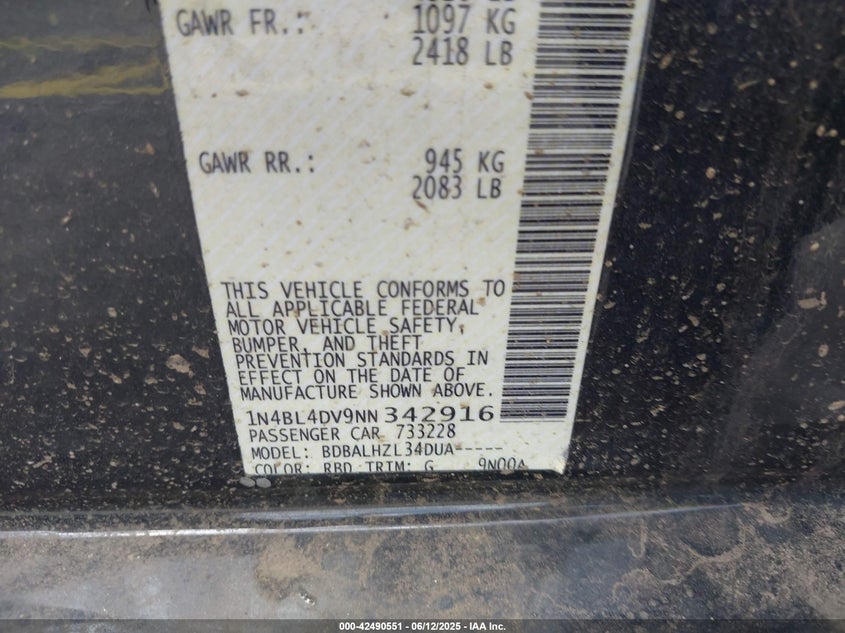 GAWR FR.: 1097 KG
2418 LB
GAWR RR.: 945 KG
2083 LB
THIS VEHICLE CONFORMS TO
ALL APPLICABLE FEDERAL
MOTOR VEHICLE SAFETY,
BUMPER, AND THEFT
PREVENTION STANDARDS IN
EFFECT ON THE DATE OF
MANUFACTURE SHOWN ABOVE.
1N4BL4DV9NN342916
PASSENGER CAR 733228
MODEL: BDBALHZL34DUA-----
COLOR: RBD TRIM: G 9N00A
000-42490551 - 06/12/2025 - IAA Inc.